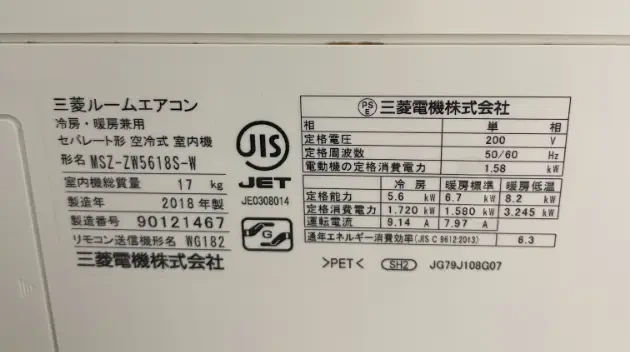 三菱ルームエアコン
冷房・暖房兼用
セパレート形 空冷式 室内機
形名 MSZ-ZW5618S-W
室内機総質量 17 kg
製造年 2018年製
製造番号 90121467
リモコン送信機形名 WG182
三菱電機株式会社
JIS
JET
JE0308014
PSE 三菱電機株式会社
相 単 相
定格電圧 200 V
定格周波数 50/60 Hz
電動機の定格消費電力 1.58 kW
冷房 暖房標準 暖房低温
定格能力 5.6 kW 6.7 kW 8.2 kW
定格消費電力 1.720 kW 1.580 kW 3.245 kW
運転電流 9.14 A 7.97 A
通年エネルギー消費効率(JIS C 9612:2013) 6.3
>PET< SH2 JG79J108G07